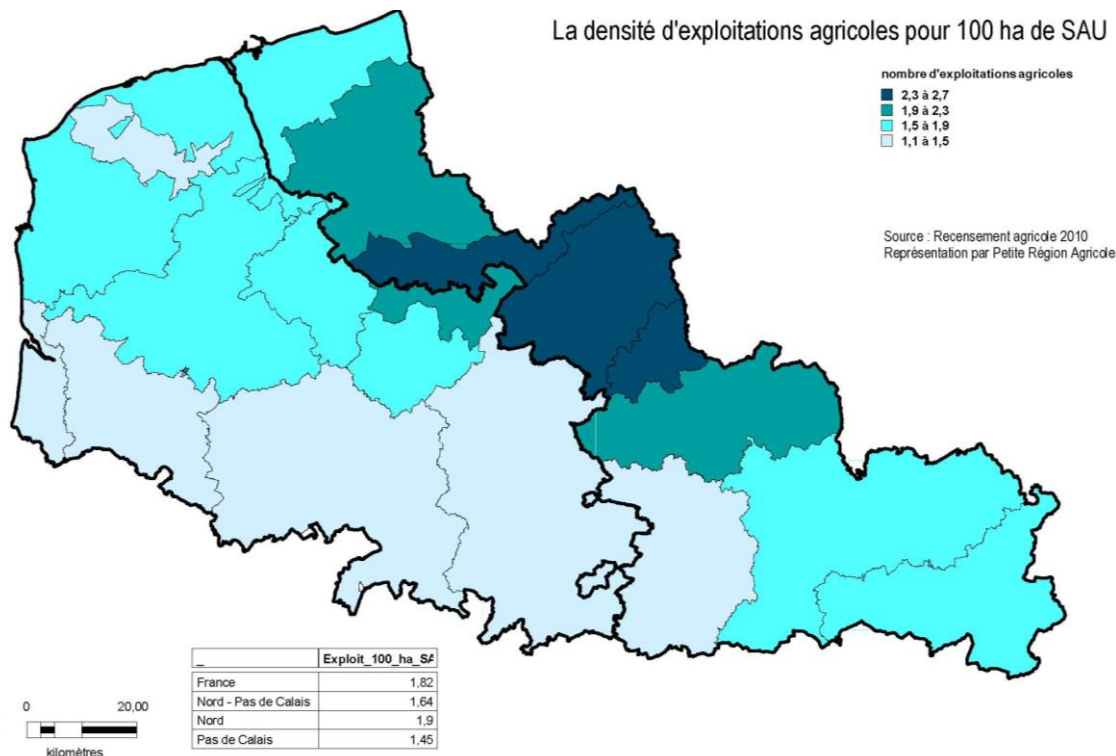 La densité d'exploitations agricoles pour 100 ha de SAU
nombre d'exploitations agricoles
2,3 à 2,7
1,9 à 2,3
1,5 à 1,9
1,1 à 1,5
Source : Recensement agricole 2010
Représentation par Petite Région Agricole
_ Exploit_100_ha_SA
France 1,82
Nord - Pas de Calais 1,64
Nord 1,9
Pas de Calais 1,45
0 20,00
kilomètres